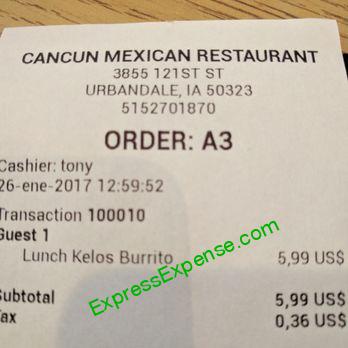 CANCUN MEXICAN RESTAURANT
3855 121ST ST
URBANDALE, IA 50323
5152701870
ORDER: A3
Cashier: tony
26-ene-2017 12:59:52
Transaction 100010
Guest 1
Lunch Kelos Burrito 5,99 US$
ExpressExpense.com
Subtotal 5,99 US$
Tax 0,36 US$